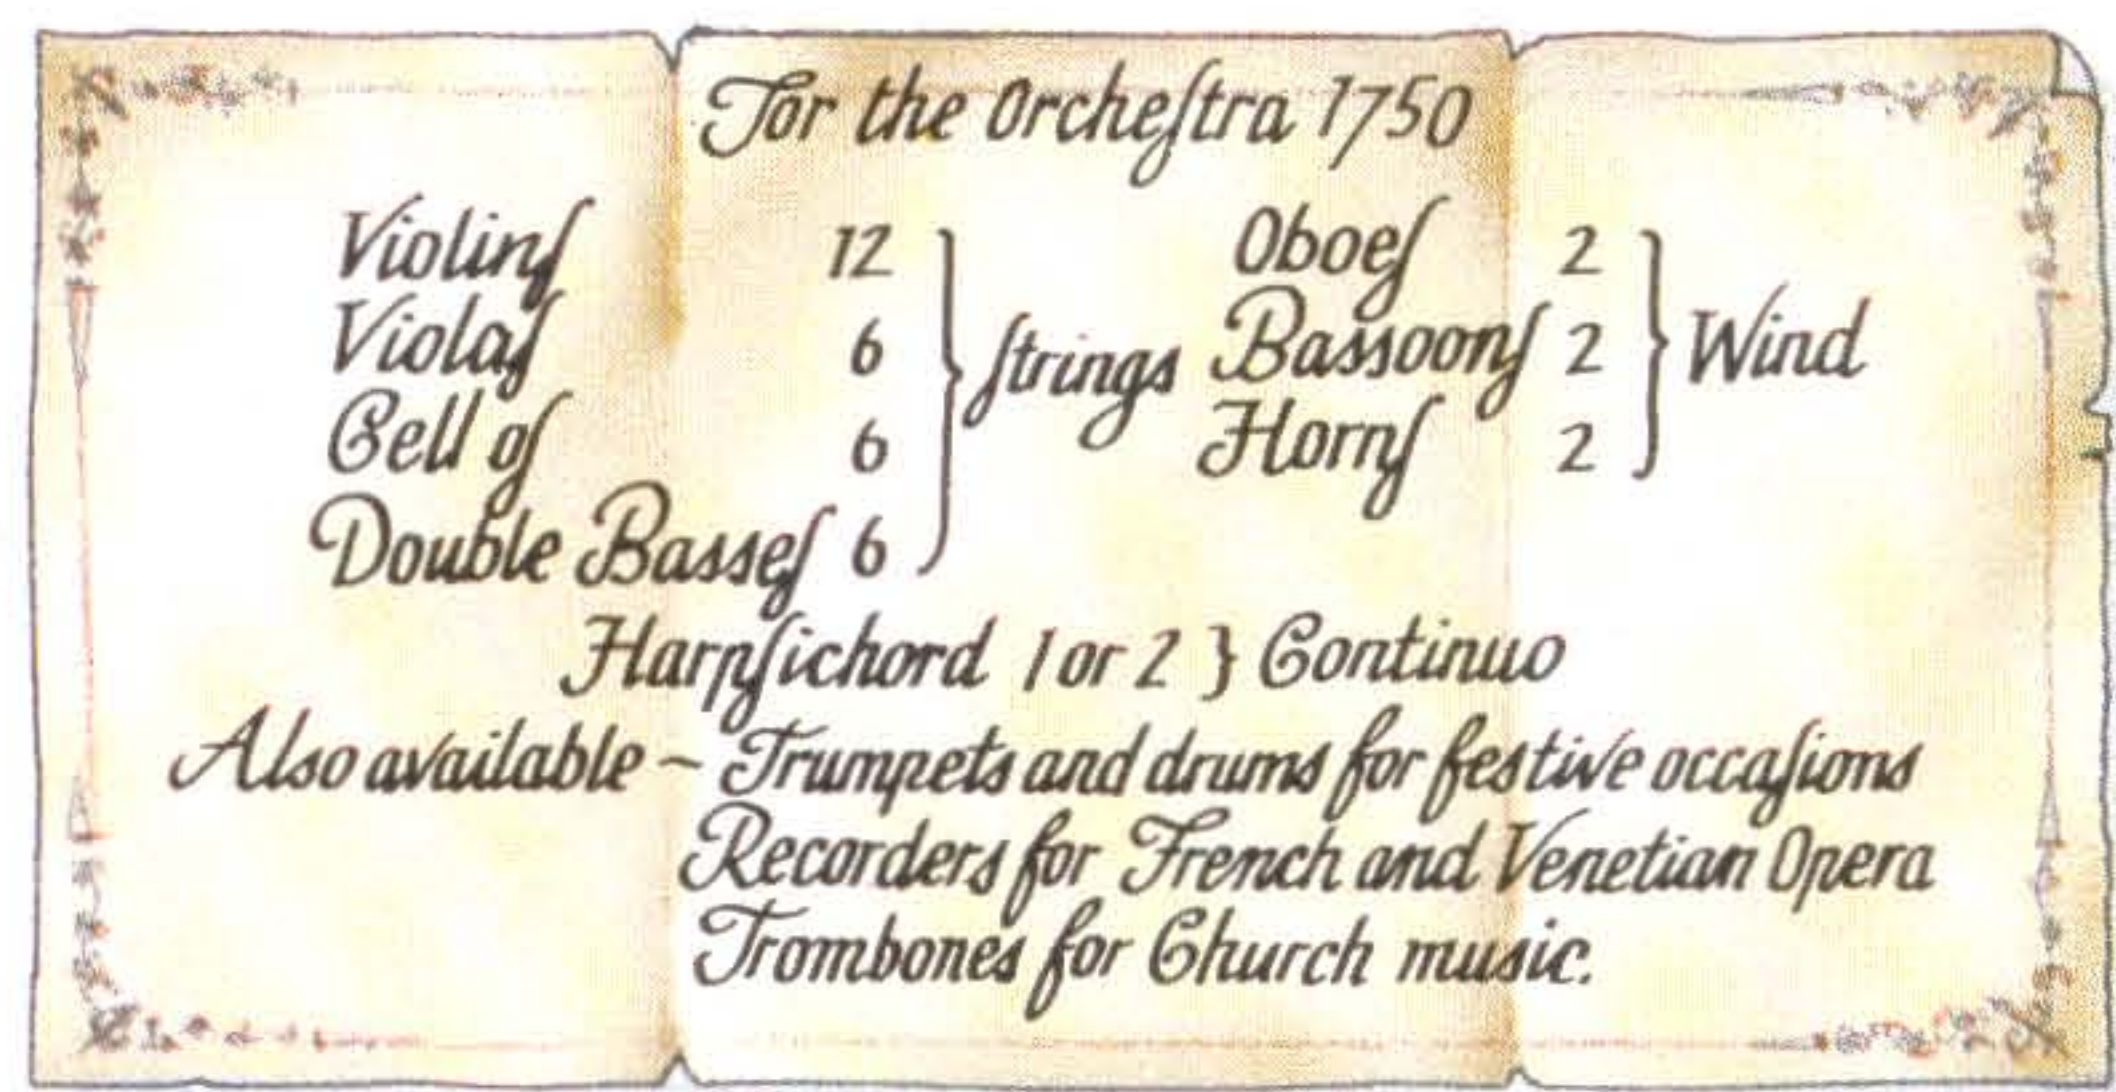 For the Orcheſtra 1750
Violinſ 12
Violaſ 6
Celloſ 6
Double Basseſ 6
} ſtrings
Oboeſ 2
Bassoonſ 2
Hornſ 2
} Wind
Harpſichord 1 or 2 } Continuo
Also available ~ Trumpets and drums for festive occaſions
Recorders for French and Venetian Opera
Trombones for Church music.